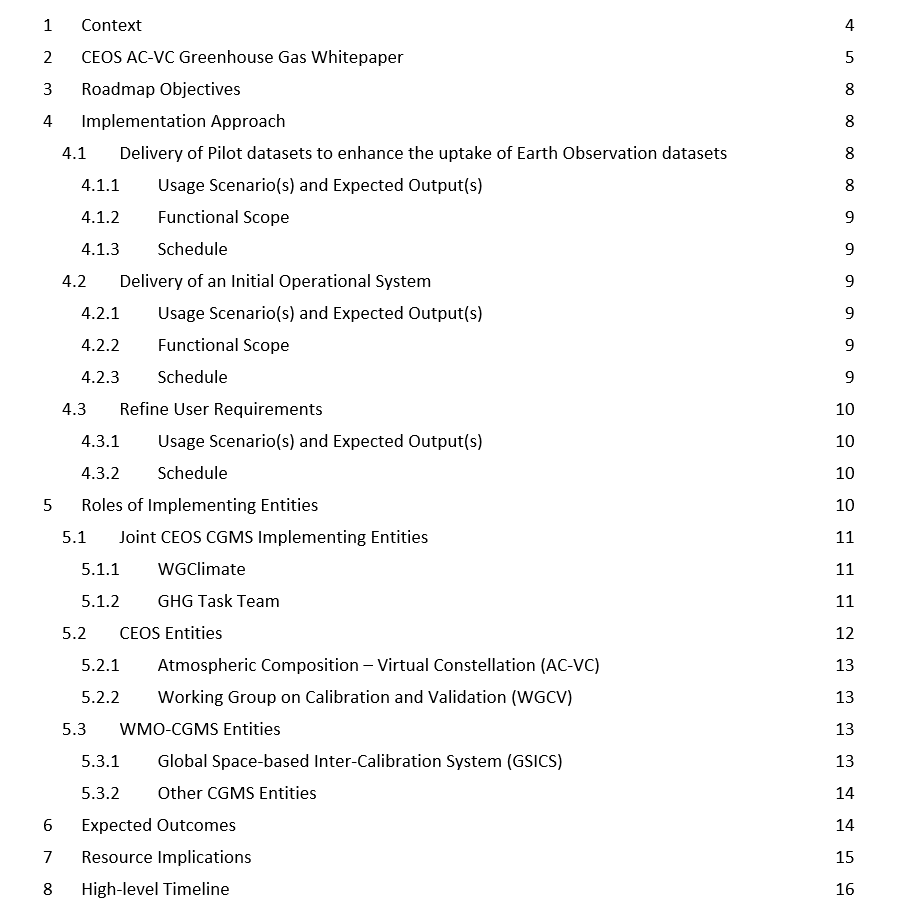 1 Context 4
2 CEOS AC-VC Greenhouse Gas Whitepaper 5
3 Roadmap Objectives 8
4 Implementation Approach 8
4.1 Delivery of Pilot datasets to enhance the uptake of Earth Observation datasets 8
4.1.1 Usage Scenario(s) and Expected Output(s) 8
4.1.2 Functional Scope 9
4.1.3 Schedule 9
4.2 Delivery of an Initial Operational System 9
4.2.1 Usage Scenario(s) and Expected Output(s) 9
4.2.2 Functional Scope 9
4.2.3 Schedule 9
4.3 Refine User Requirements 10
4.3.1 Usage Scenario(s) and Expected Output(s) 10
4.3.2 Schedule 10
5 Roles of Implementing Entities 10
5.1 Joint CEOS CGMS Implementing Entities 11
5.1.1 WGClimate 11
5.1.2 GHG Task Team 11
5.2 CEOS Entities 12
5.2.1 Atmospheric Composition – Virtual Constellation (AC-VC) 13
5.2.2 Working Group on Calibration and Validation (WGCV) 13
5.3 WMO-CGMS Entities 13
5.3.1 Global Space-based Inter-Calibration System (GSICS) 13
5.3.2 Other CGMS Entities 14
6 Expected Outcomes 14
7 Resource Implications 15
8 High-level Timeline 16